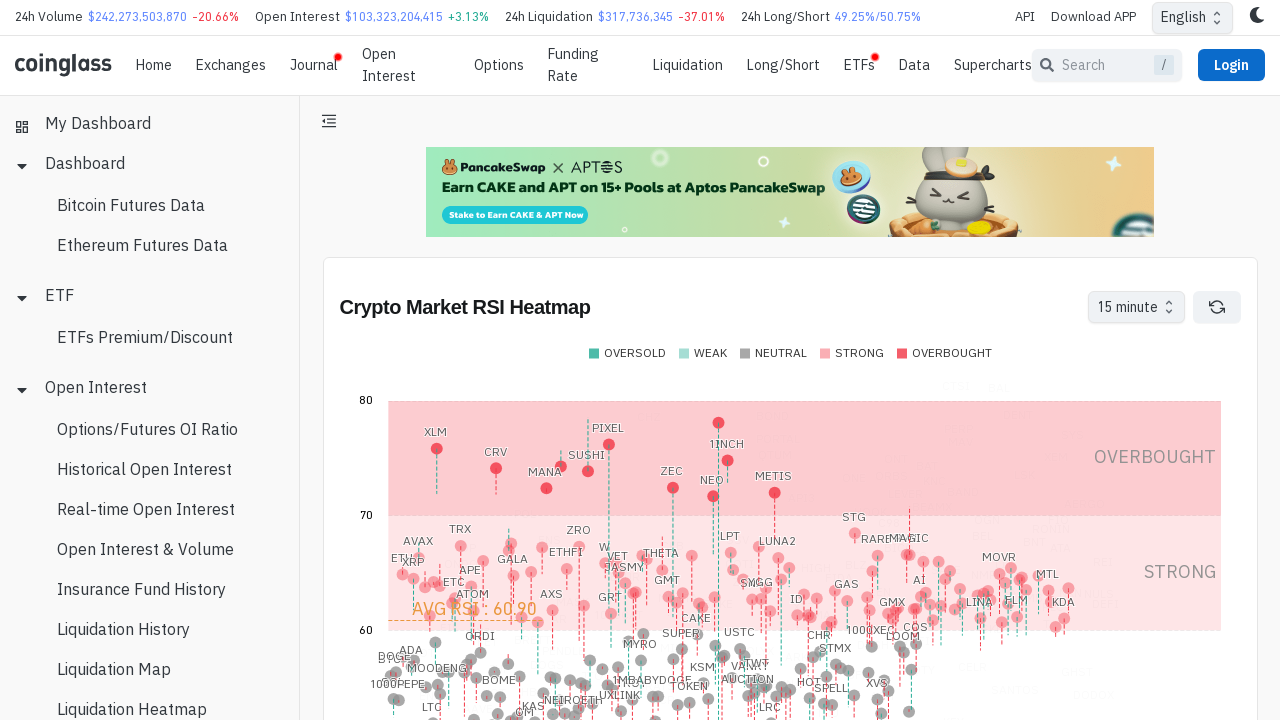 24h Volume $242,273,503,870 -20.66% Open Interest $103,323,204,415 +3.13% 24h Liquidation $317,736,345 -37.01% 24h Long/Short 49.25%/50.75% API Download APP English
coinglass Home Exchanges Journal Open Interest Options Funding Rate Liquidation Long/Short ETFs Data Supercharts Search / Login
My Dashboard
Dashboard
Bitcoin Futures Data
Ethereum Futures Data
ETF
ETFs Premium/Discount
Open Interest
Options/Futures OI Ratio
Historical Open Interest
Real-time Open Interest
Open Interest & Volume
Insurance Fund History
Liquidation History
Liquidation Map
Liquidation Heatmap
PancakeSwap X APTOS
Earn CAKE and APT on 15+ Pools at Aptos PancakeSwap
Stake to Earn CAKE & APT Now
Crypto Market RSI Heatmap
15 minute
OVERSOLD WEAK NEUTRAL STRONG OVERBOUGHT
80
XLM PIXEL
CRV SUSHI 1INCH OVERBOUGHT
MANA ZEC NEO METIS
70
STG
TRX ZRO LPT
AVAX GALA ETHFI W LUNA2 RARE MAGIC
XRP VET THETA MOVR
APE JASMY STRONG
ETC GMT GAS AI MTL
ATOM AXS GRT ID GMX LINA FLM KDA
AVG RSI : 60.90 CAKE
60
ORDI SUPER USTC CHR 1000XEC COS
ADA MYRO STMX LOOM
DOGE
MOODENG KSM
1000PEPE BOME 1MBABYDOGE TOKEN AUCTION HOT SPELL XVS
LTC KAS NEIROETH UXLINK LRC